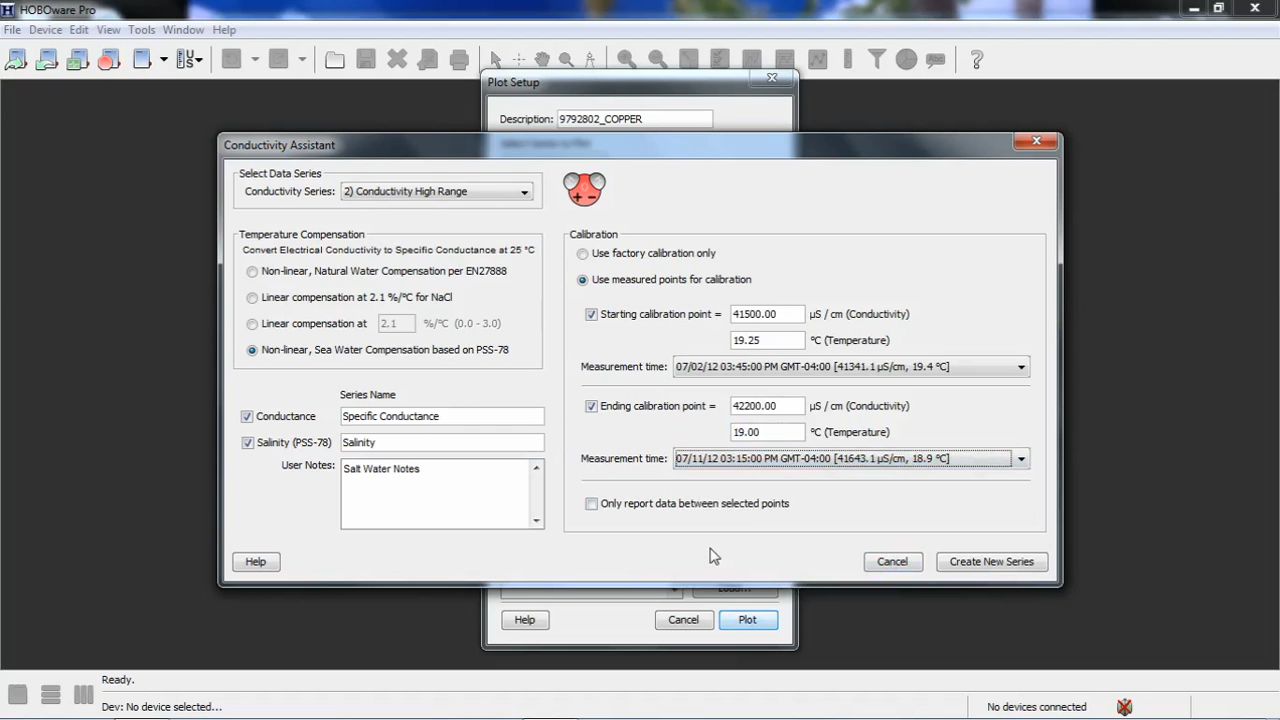 HOBOware Pro
File Device Edit View Tools Window Help
Plot Setup
Description: 9792802_COPPER
Conductivity Assistant
Select Data Series
Conductivity Series: 2) Conductivity High Range
Temperature Compensation
Convert Electrical Conductivity to Specific Conductance at 25 °C
Non-linear, Natural Water Compensation per EN27888
Linear compensation at 2.1 %/°C for NaCl
Linear compensation at 2.1 %/°C (0.0 - 3.0)
Non-linear, Sea Water Compensation based on PSS-78
Series Name
Conductance Specific Conductance
Salinity (PSS-78) Salinity
User Notes: Salt Water Notes
Calibration
Use factory calibration only
Use measured points for calibration
Starting calibration point = 41500.00 µS / cm (Conductivity)
19.25 °C (Temperature)
Measurement time: 07/02/12 03:45:00 PM GMT-04:00 [41341.1 µS/cm, 19.4 °C]
Ending calibration point = 42200.00 µS / cm (Conductivity)
19.00 °C (Temperature)
Measurement time: 07/11/12 03:15:00 PM GMT-04:00 [41643.1 µS/cm, 18.9 °C]
Only report data between selected points
Help Cancel Create New Series
Help Cancel Plot
Ready.
Dev: No device selected... No devices connected